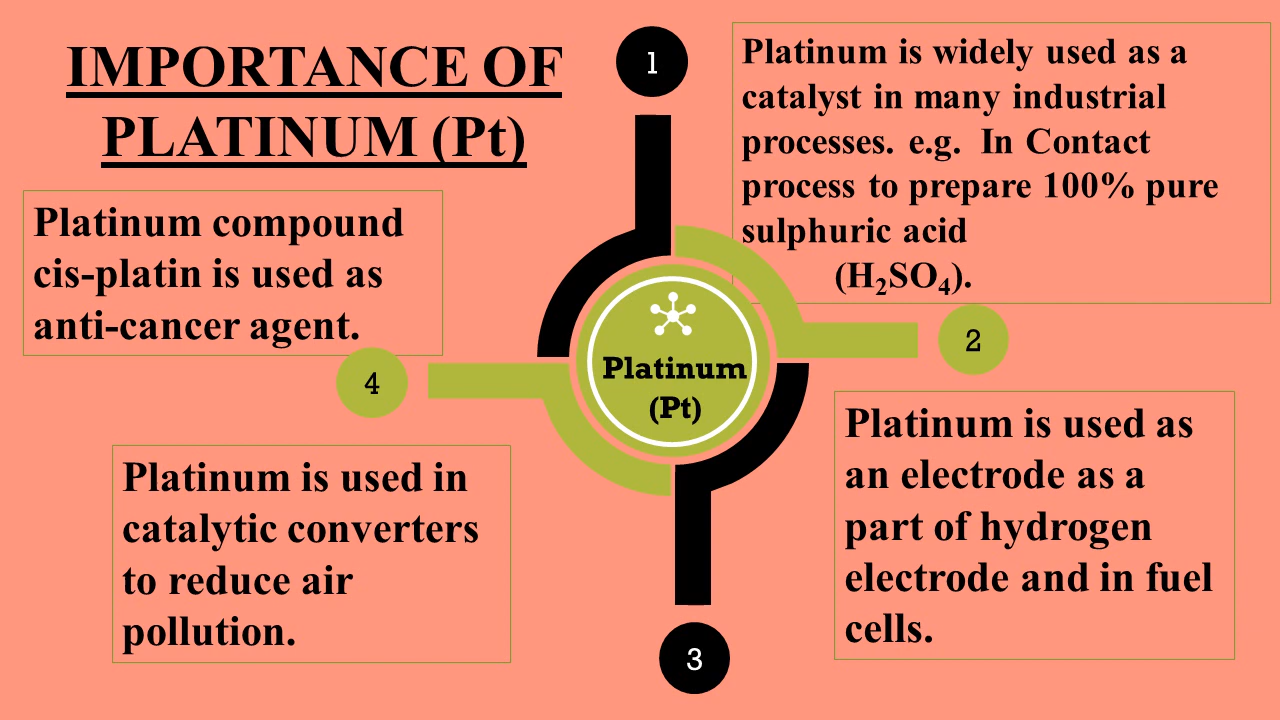 IMPORTANCE OF
PLATINUM (Pt)
1
Platinum is widely used as a
catalyst in many industrial
processes. e.g. In Contact
process to prepare 100% pure
sulphuric acid
(H₂SO₄).
2
Platinum is used as
an electrode as a
part of hydrogen
electrode and in fuel
cells.
3
Platinum is used in
catalytic converters
to reduce air
pollution.
4
Platinum compound
cis-platin is used as
anti-cancer agent.
Platinum
(Pt)